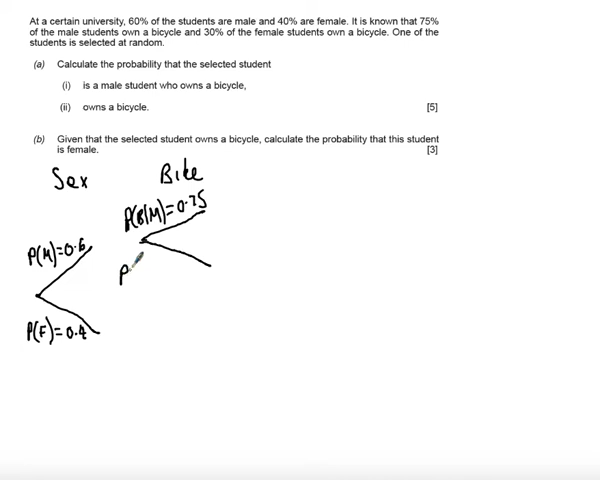 At a certain university, 60% of the students are male and 40% are female. It is known that 75%
of the male students own a bicycle and 30% of the female students own a bicycle. One of the
students is selected at random.
(a) Calculate the probability that the selected student
(i) is a male student who owns a bicycle,
(ii) owns a bicycle. [5]
(b) Given that the selected student owns a bicycle, calculate the probability that this student
is female. [3]
Sex Bike
P(B|M)=0.75
P(M)=0.6
P
P(F)=0.4